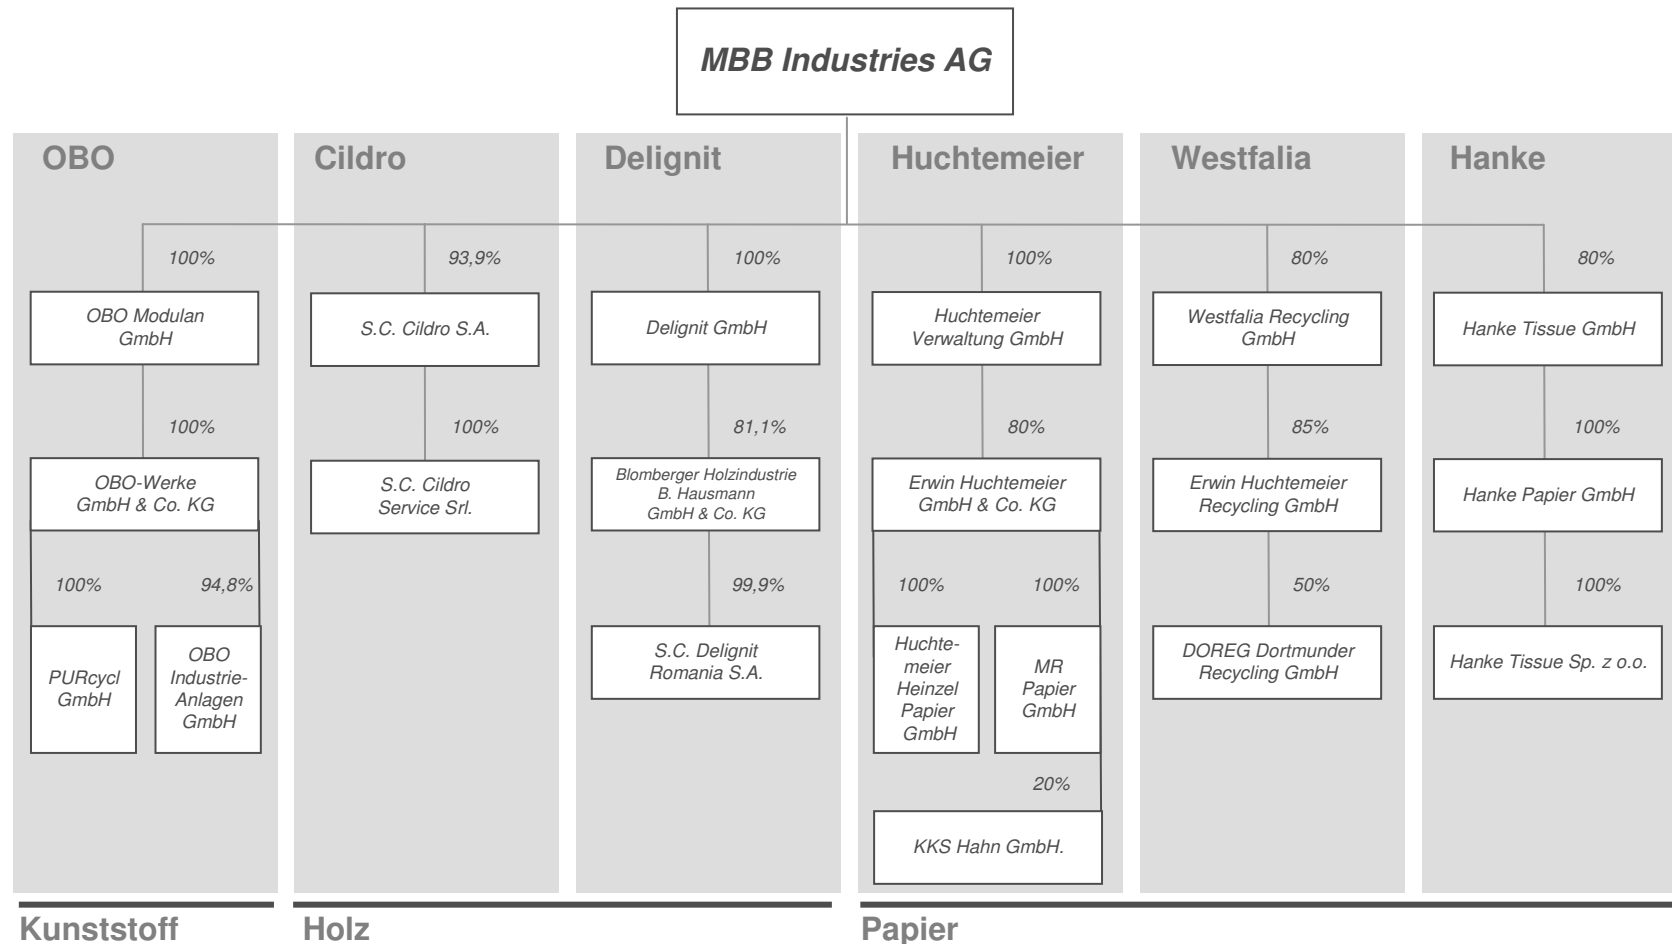 MBB Industries AG
OBO
Cildro
Delignit
Huchtemeier
Westfalia
Hanke
100%
93,9%
100%
100%
80%
80%
OBO Modulan
GmbH
S.C. Cildro S.A.
Delignit GmbH
Huchtemeier
Verwaltung GmbH
Westfalia Recycling
GmbH
Hanke Tissue GmbH
100%
100%
81,1%
80%
85%
100%
OBO-Werke
GmbH & Co. KG
S.C. Cildro
Service Srl.
Blomberger Holzindustrie
B. Hausmann
GmbH & Co. KG
Erwin Huchtemeier
GmbH & Co. KG
Erwin Huchtemeier
Recycling GmbH
Hanke Papier GmbH
100%
94,8%
99,9%
100%
100%
50%
100%
PURcycl
GmbH
OBO
Industrie-
Anlagen
GmbH
S.C. Delignit
Romania S.A.
Huchte-
meier
Heinzel
Papier
GmbH
MR
Papier
GmbH
DOREG Dortmunder
Recycling GmbH
Hanke Tissue Sp. z o.o.
20%
KKS Hahn GmbH.
Kunststoff
Holz
Papier